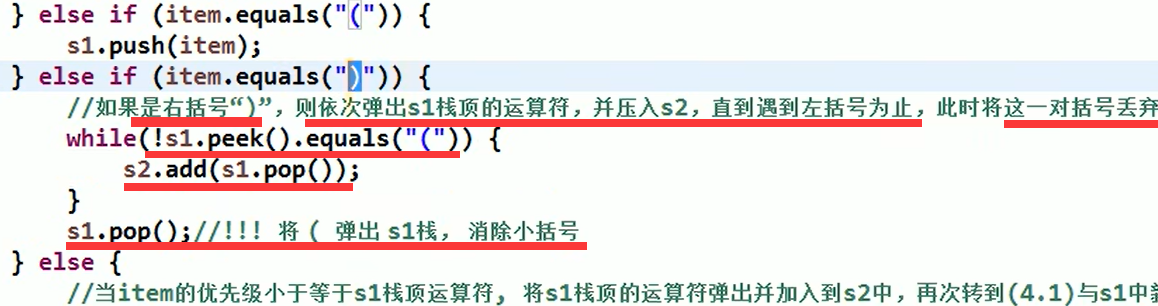 } else if (item.equals("(")) {
s1.push(item);
} else if (item.equals(")")) {
//如果是右括号“)”，则依次弹出s1栈顶的运算符，并压入s2，直到遇到左括号为止，此时将这一对括号丢弃
while(!s1.peek().equals("(")) {
s2.add(s1.pop());
}
s1.pop();//!!! 将 ( 弹出 s1栈， 消除小括号
} else {
//当item的优先级小于等于s1栈顶运算符, 将s1栈顶的运算符弹出并加入到s2中，再次转到(4.1)与s1中